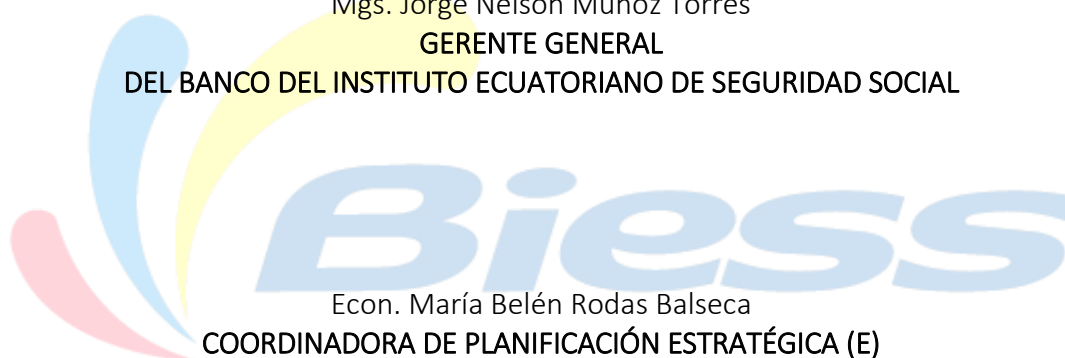 Mgs. Jorge Nelson Muñoz Torres
GERENTE GENERAL
DEL BANCO DEL INSTITUTO ECUATORIANO DE SEGURIDAD SOCIAL
Biess
Econ. María Belén Rodas Balseca
COORDINADORA DE PLANIFICACIÓN ESTRATÉGICA (E)